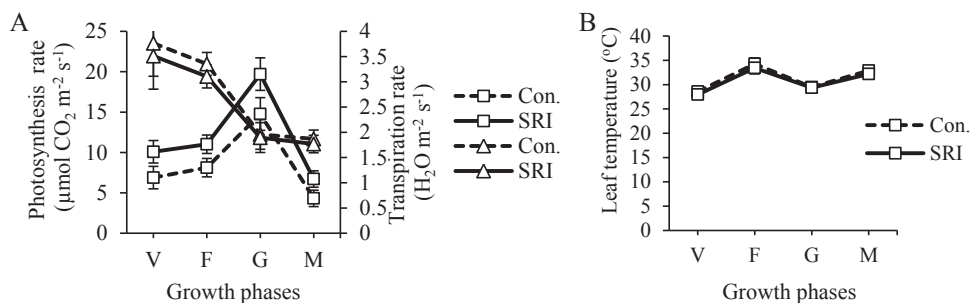 A
Photosynthesis rate
(µmol CO₂ m⁻² s⁻¹)
25
20
15
10
5
0
V F G M
Growth phases
4
3.5
3
2.5
2
1.5
1
0.5
0
Transpiration rate
(H₂O m⁻² s⁻¹)
Con.
SRI
Con.
SRI
B
Leaf temperature (°C)
40
35
30
25
20
15
10
5
0
V F G M
Growth phases
Con.
SRI